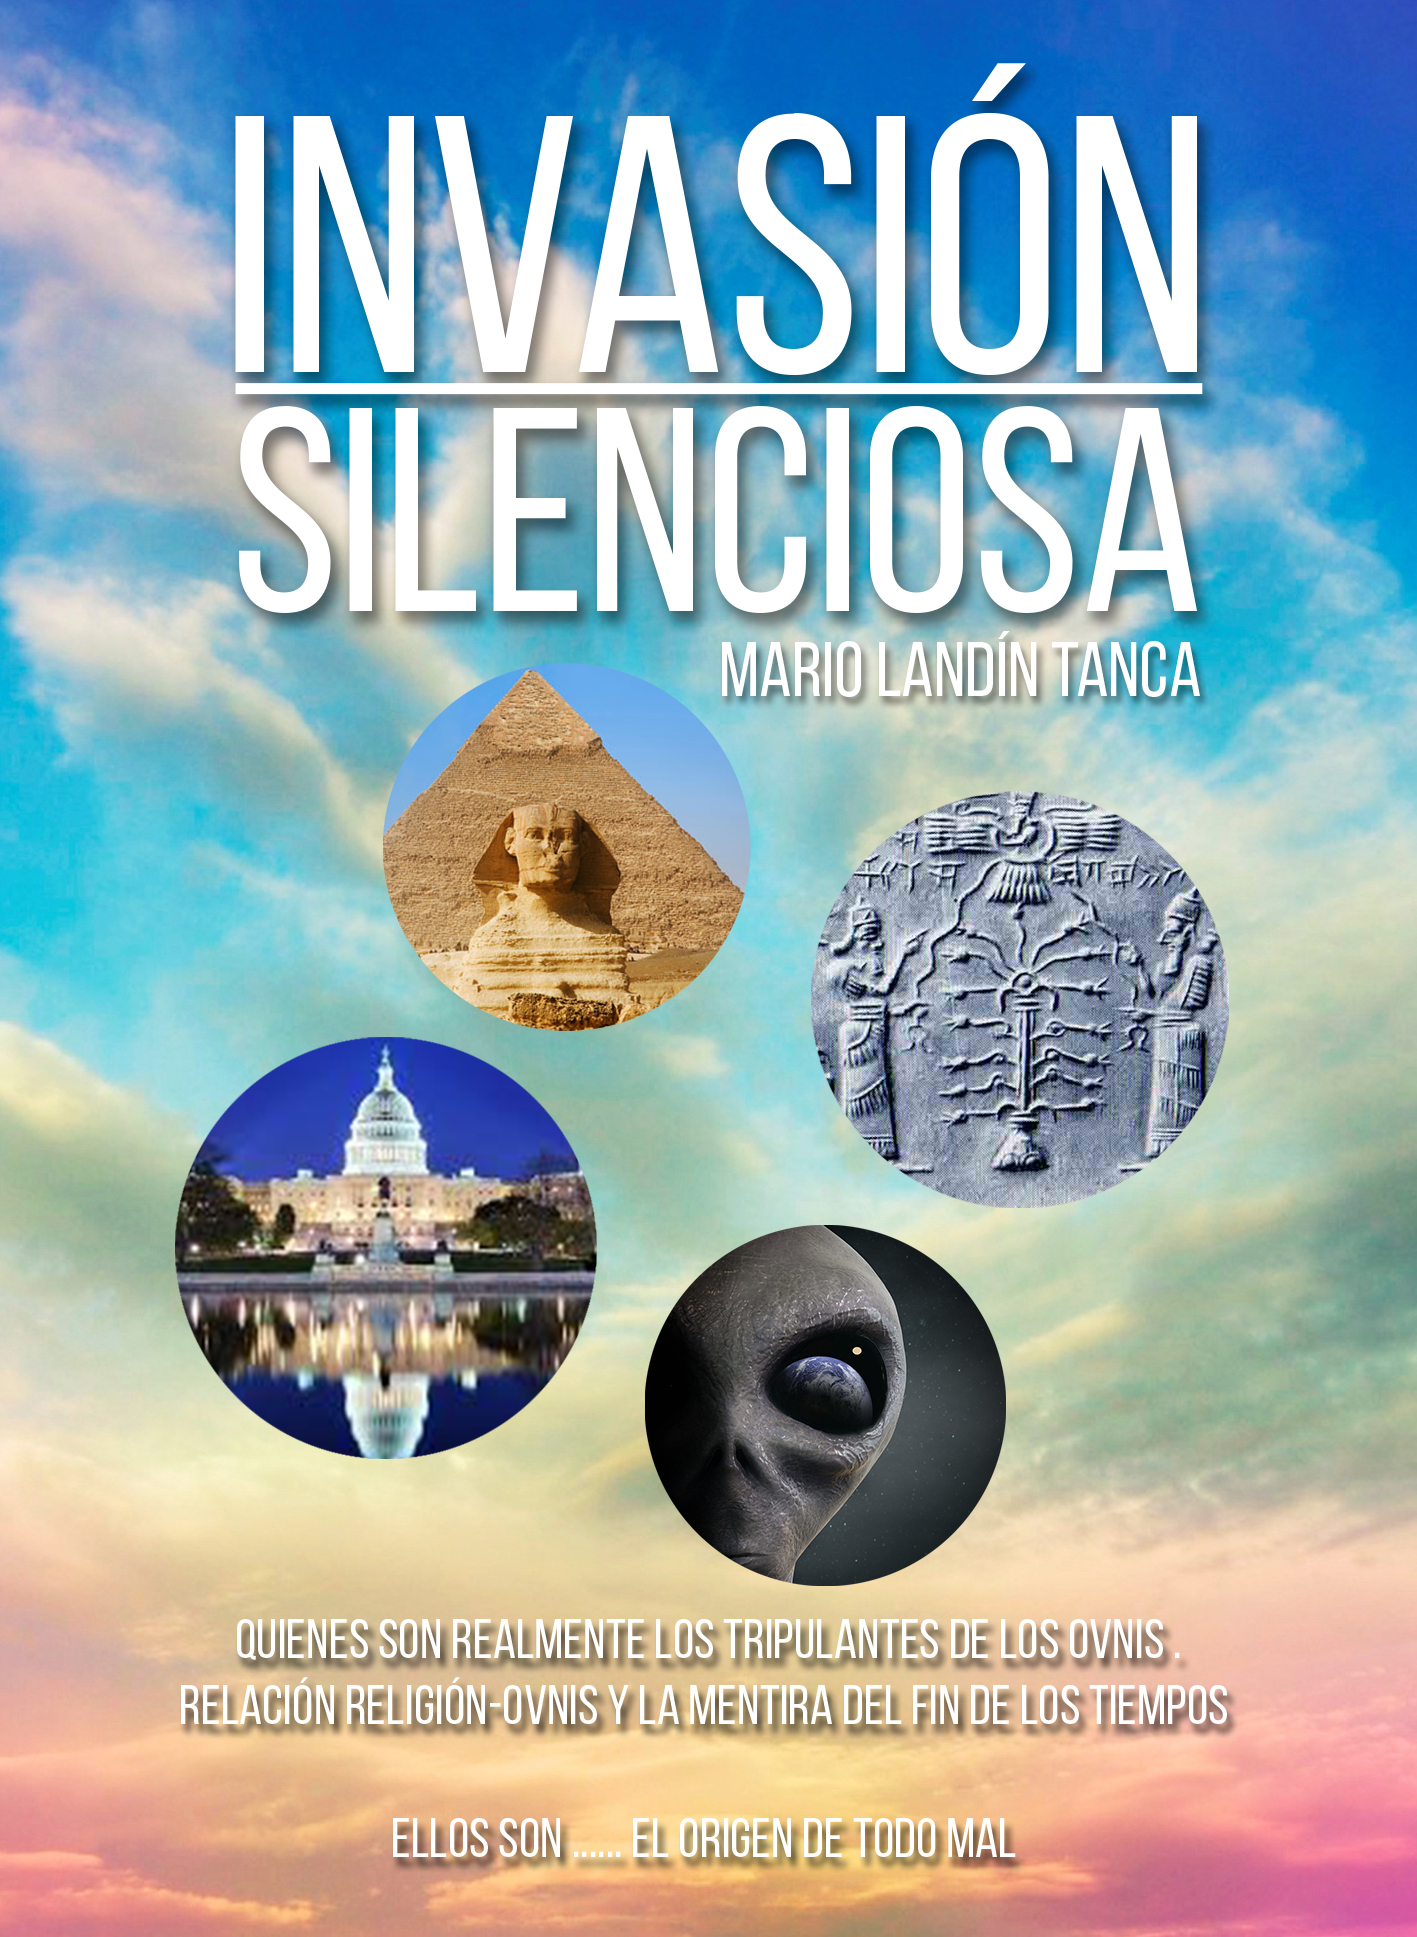 INVASIÓN
SILENCIOSA
MARIO LANDÍN TANCA
QUIENES SON REALMENTE LOS TRIPULANTES DE LOS OVNIS .
RELACIÓN RELIGIÓN-OVNIS Y LA MENTIRA DEL FIN DE LOS TIEMPOS
ELLOS SON ...... EL ORIGEN DE TODO MAL